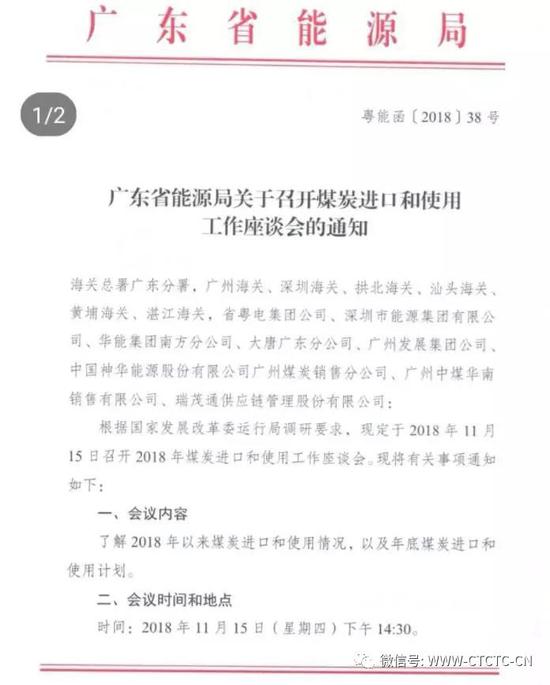 广东省能源局
1/2
粤能函〔2018〕38号
广东省能源局关于召开煤炭进口和使用
工作座谈会的通知
海关总署广东分署，广州海关、深圳海关、拱北海关、汕头海关、
黄埔海关、湛江海关，省粤电集团公司、深圳市能源集团有限公
司、华能集团南方分公司、大唐广东分公司、广州发展集团公司、
中国神华能源股份有限公司广州煤炭销售分公司、广州中煤华南
销售有限公司、瑞茂通供应链管理股份有限公司：
根据国家发展改革委运行局调研要求，现定于2018年11月
15日召开2018年煤炭进口和使用工作座谈会。现将有关事项通知
如下：
一、会议内容
了解2018年以来煤炭进口和使用情况，以及年底煤炭进口和
使用计划。
二、会议时间和地点
时间：2018年11月15日（星期四）下午14:30。
微信号: WWW-CTCTC-CN